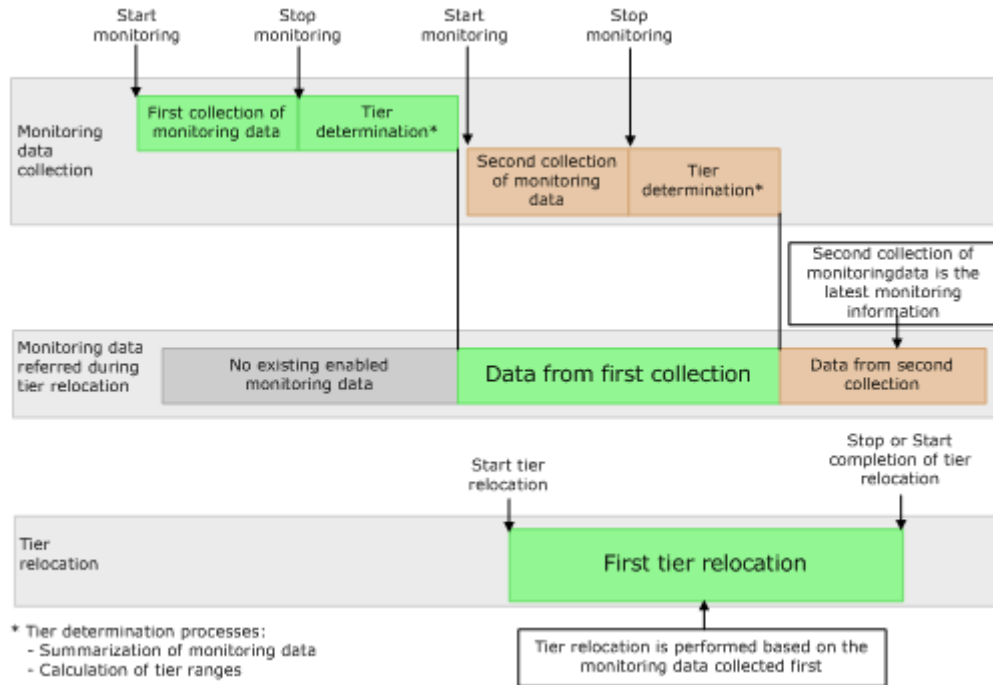 Start
monitoring
Stop
monitoring
Start
monitoring
Stop
monitoring
Monitoring
data
collection
First collection of
monitoring data
Tier
determination*
Second collection
of monitoring
data
Tier
determination*
Second collection of
monitoringdata is the
latest monitoring
information
Monitoring data
referred during
tier relocation
No existing enabled
monitoring data
Data from first collection
Data from second
collection
Start tier
relocation
Stop or Start
completion of tier
relocation
Tier
relocation
First tier relocation
* Tier determination processes:
- Summarization of monitoring data
- Calculation of tier ranges
Tier relocation is performed based on the
monitoring data collected first